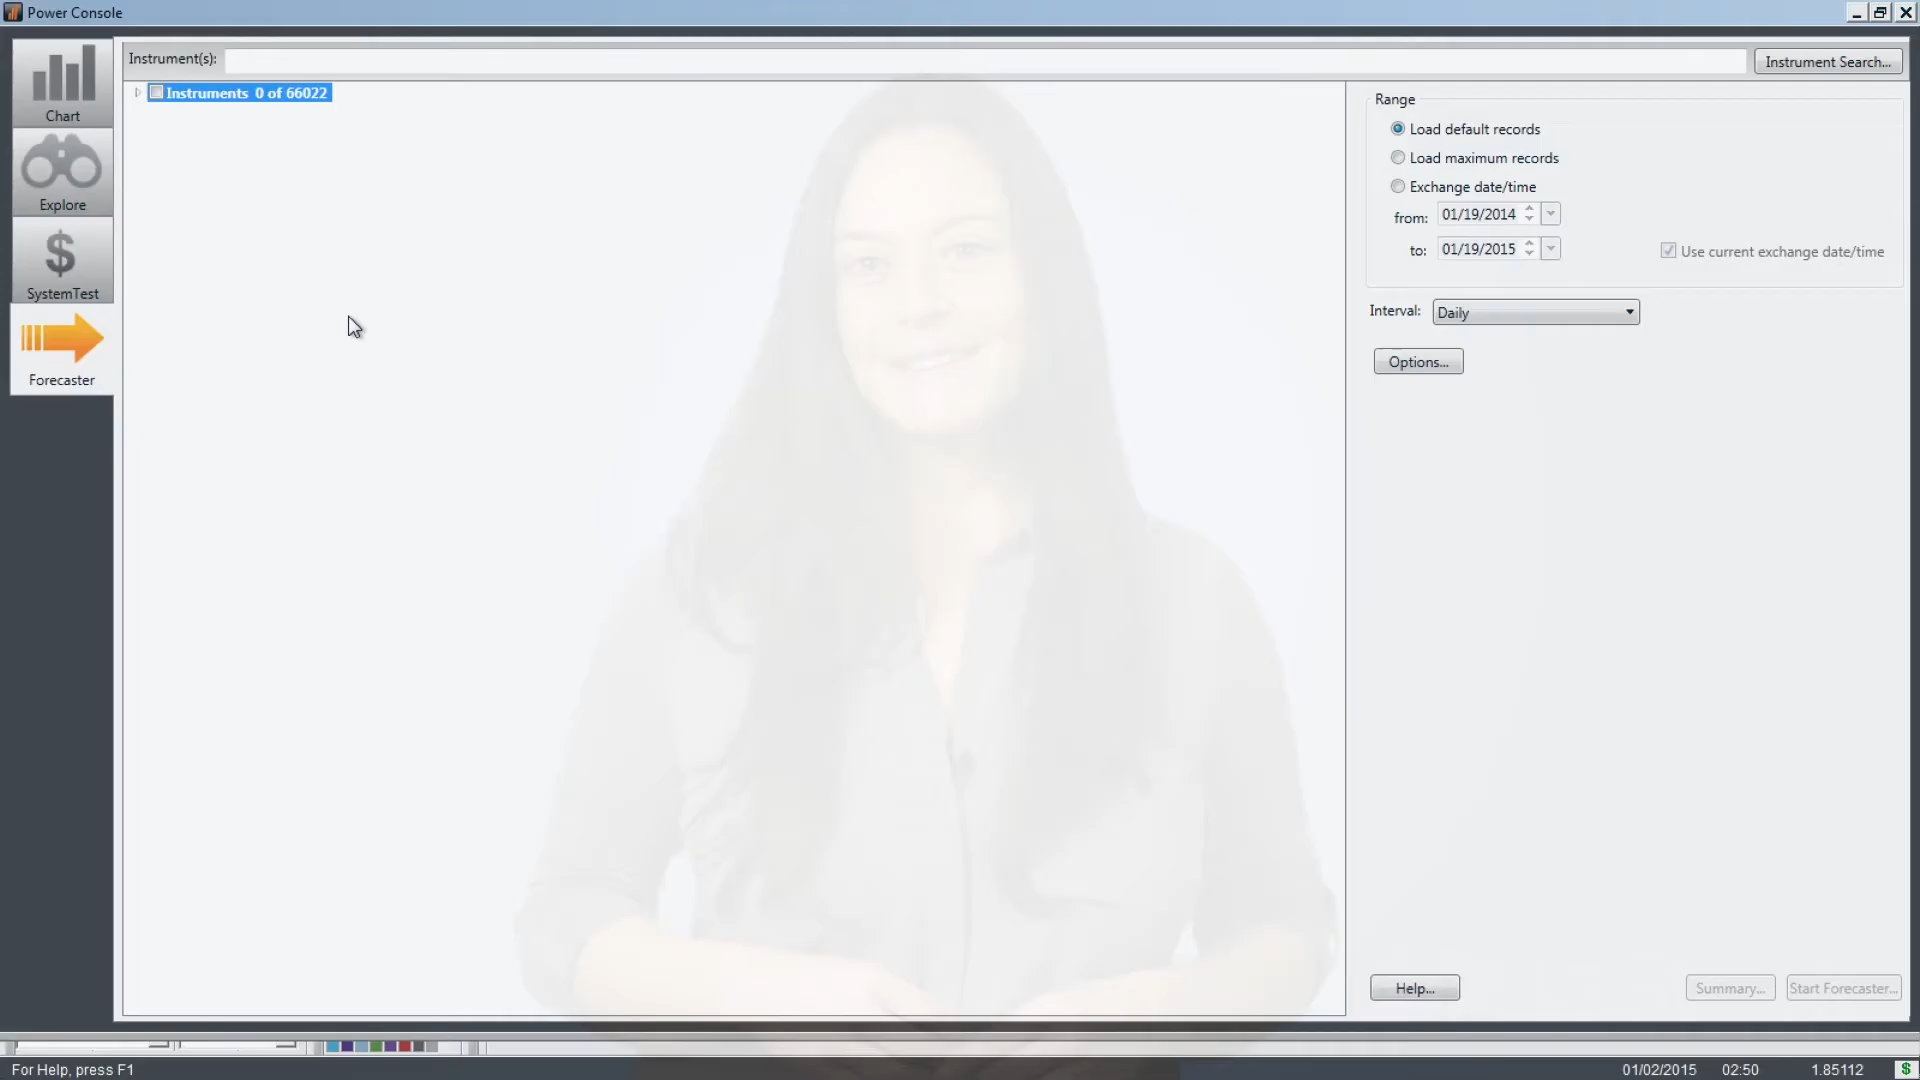 Power Console
Chart
Explore
SystemTest
Forecaster
Instrument(s):
Instrument Search...
Instruments 0 of 66022
Range
Load default records
Load maximum records
Exchange date/time
from: 01/19/2014
to: 01/19/2015
Use current exchange date/time
Interval: Daily
Options...
Help...
Summary...
Start Forecaster...
For Help, press F1
01/02/2015 02:50 1.85112
$